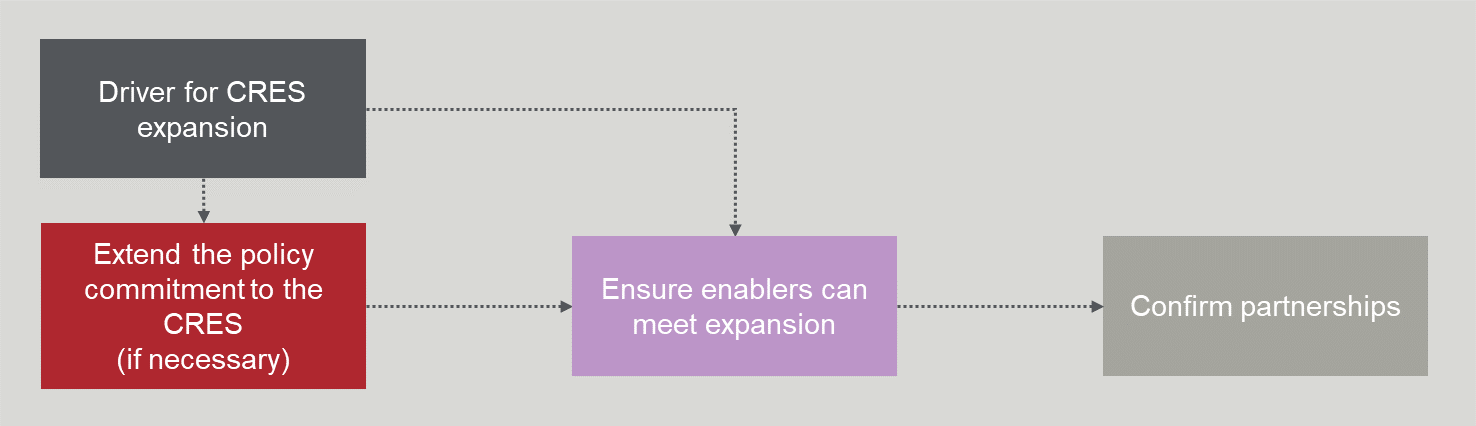 Driver for CRES
expansion
Extend the policy
commitment to the
CRES
(if necessary)
Ensure enablers can
meet expansion
Confirm partnerships